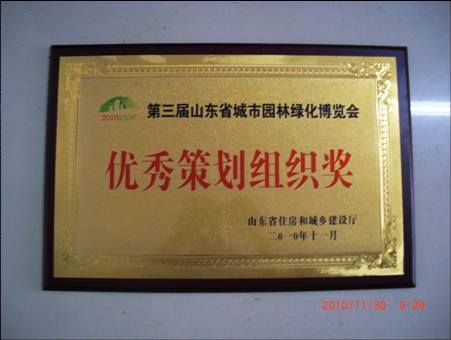 第三届山东省城市园林绿化博览会
优秀策划组织奖
山东省住房和城乡建设厅
二〇一〇年十一月
2010/11/30 9:28